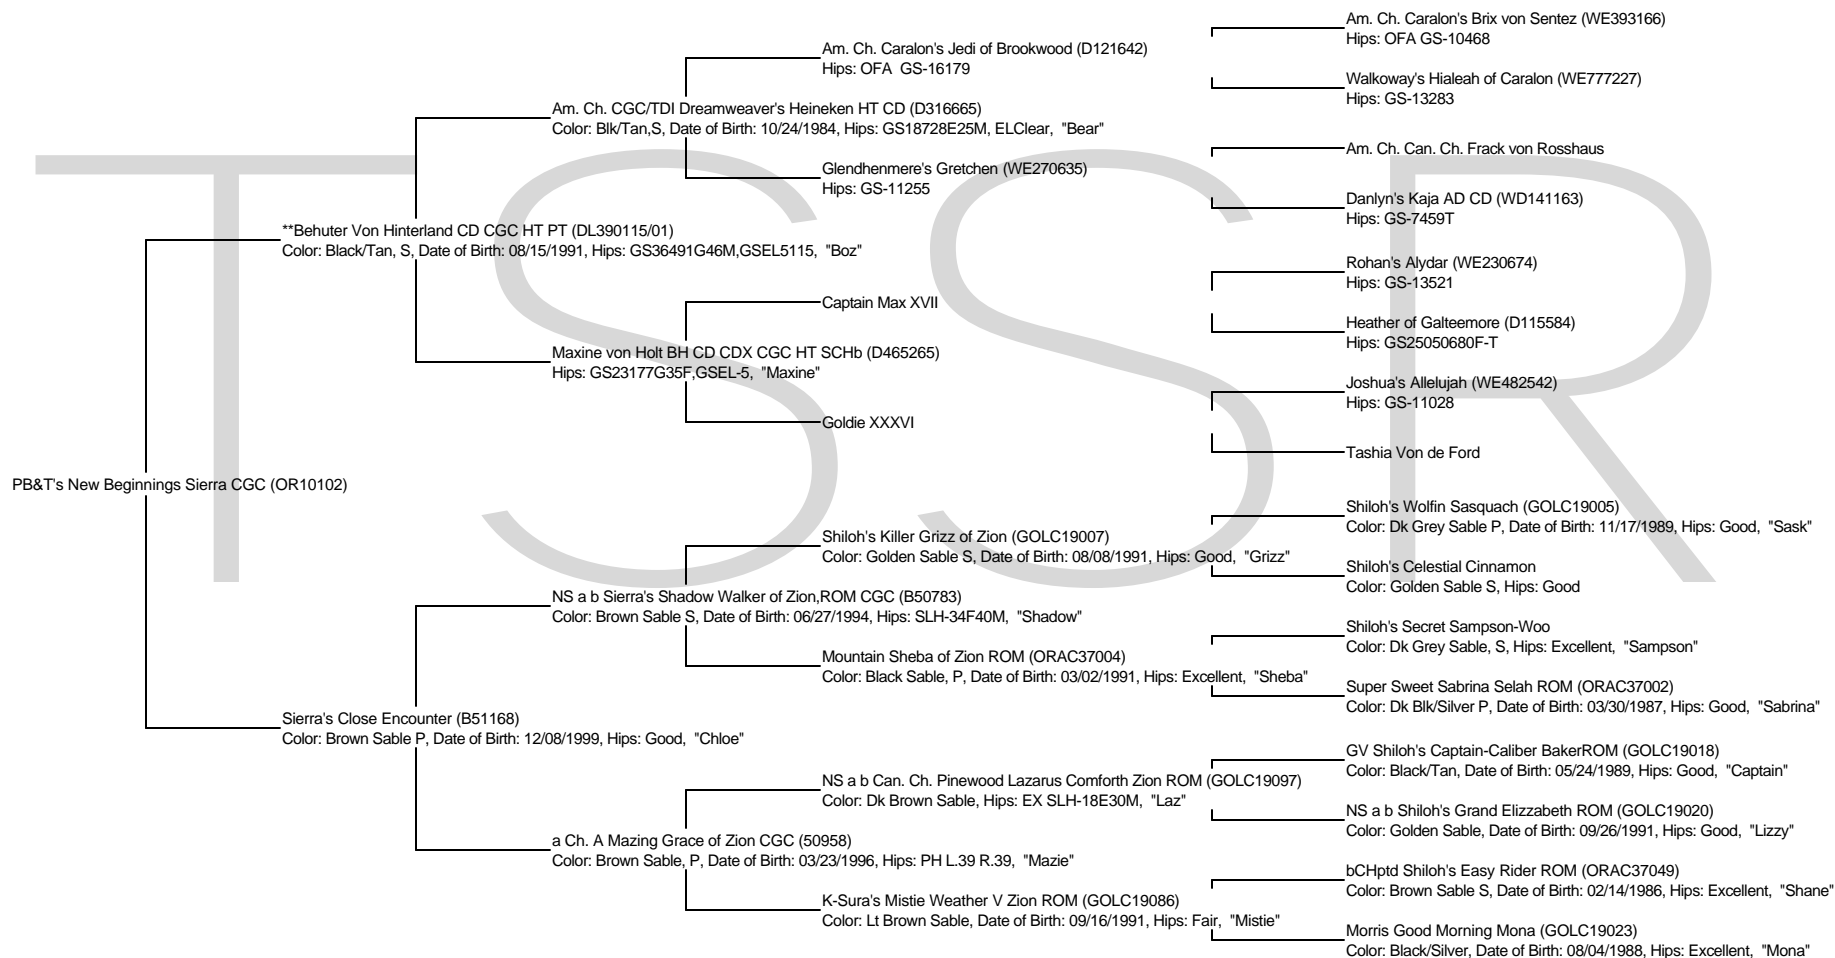 Am. Ch. Caralon's Brix von Sentez (WE393166)
Hips: OFA GS-10468
Am. Ch. Caralon's Jedi of Brookwood (D121642)
Hips: OFA  GS-16179
Walkoway's Hialeah of Caralon (WE777227)
Hips: GS-13283
Am. Ch. CGC/TDI Dreamweaver's Heineken HT CD (D316665)
Color: Blk/Tan,S, Date of Birth: 10/24/1984, Hips: GS18728E25M, ELClear,  "Bear"
Am. Ch. Can. Ch. Frack von Rosshaus
Glendhenmere's Gretchen (WE270635)
Hips: GS-11255
Danlyn's Kaja AD CD (WD141163)
Hips: GS-7459T
**Behuter Von Hinterland CD CGC HT PT (DL390115/01)
Color: Black/Tan, S, Date of Birth: 08/15/1991, Hips: GS36491G46M,GSEL5115,  "Boz"
Rohan's Alydar (WE230674)
Hips: GS-13521
Captain Max XVII
Heather of Galteemore (D115584)
Hips: GS25050680F-T
Maxine von Holt BH CD CDX CGC HT SCHb (D465265)
Hips: GS23177G35F,GSEL-5,  "Maxine"
Joshua's Allelujah (WE482542)
Hips: GS-11028
Goldie XXXVI
Tashia Von de Ford
TSSR
PB&T's New Beginnings Sierra CGC (OR10102)
Shiloh's Wolfin Sasquach (GOLC19005)
Color: Dk Grey Sable P, Date of Birth: 11/17/1989, Hips: Good,  "Sask"
Shiloh's Killer Grizz of Zion (GOLC19007)
Color: Golden Sable S, Date of Birth: 08/08/1991, Hips: Good,  "Grizz"
Shiloh's Celestial Cinnamon
Color: Golden Sable S, Hips: Good
NS a b Sierra's Shadow Walker of Zion,ROM CGC (B50783)
Color: Brown Sable S, Date of Birth: 06/27/1994, Hips: SLH-34F40M,  "Shadow"
Shiloh's Secret Sampson-Woo
Color: Dk Grey Sable, S, Hips: Excellent,  "Sampson"
Mountain Sheba of Zion ROM (ORAC37004)
Color: Black Sable, P, Date of Birth: 03/02/1991, Hips: Excellent,  "Sheba"
Super Sweet Sabrina Selah ROM (ORAC37002)
Color: Dk Blk/Silver P, Date of Birth: 03/30/1987, Hips: Good,  "Sabrina"
Sierra's Close Encounter (B51168)
Color: Brown Sable P, Date of Birth: 12/08/1999, Hips: Good,  "Chloe"
GV Shiloh's Captain-Caliber BakerROM (GOLC19018)
Color: Black/Tan, Date of Birth: 05/24/1989, Hips: Good,  "Captain"
NS a b Can. Ch. Pinewood Lazarus Comforth Zion ROM (GOLC19097)
Color: Dk Brown Sable, Hips: EX SLH-18E30M,  "Laz"
NS a b Shiloh's Grand Elizzabeth ROM (GOLC19020)
Color: Golden Sable, Date of Birth: 09/26/1991, Hips: Good,  "Lizzy"
a Ch. A Mazing Grace of Zion CGC (50958)
Color: Brown Sable, P, Date of Birth: 03/23/1996, Hips: PH L.39 R.39,  "Mazie"
bCHptd Shiloh's Easy Rider ROM (ORAC37049)
Color: Brown Sable S, Date of Birth: 02/14/1986, Hips: Excellent,  "Shane"
K-Sura's Mistie Weather V Zion ROM (GOLC19086)
Color: Lt Brown Sable, Date of Birth: 09/16/1991, Hips: Fair,  "Mistie"
Morris Good Morning Mona (GOLC19023)
Color: Black/Silver, Date of Birth: 08/04/1988, Hips: Excellent,  "Mona"